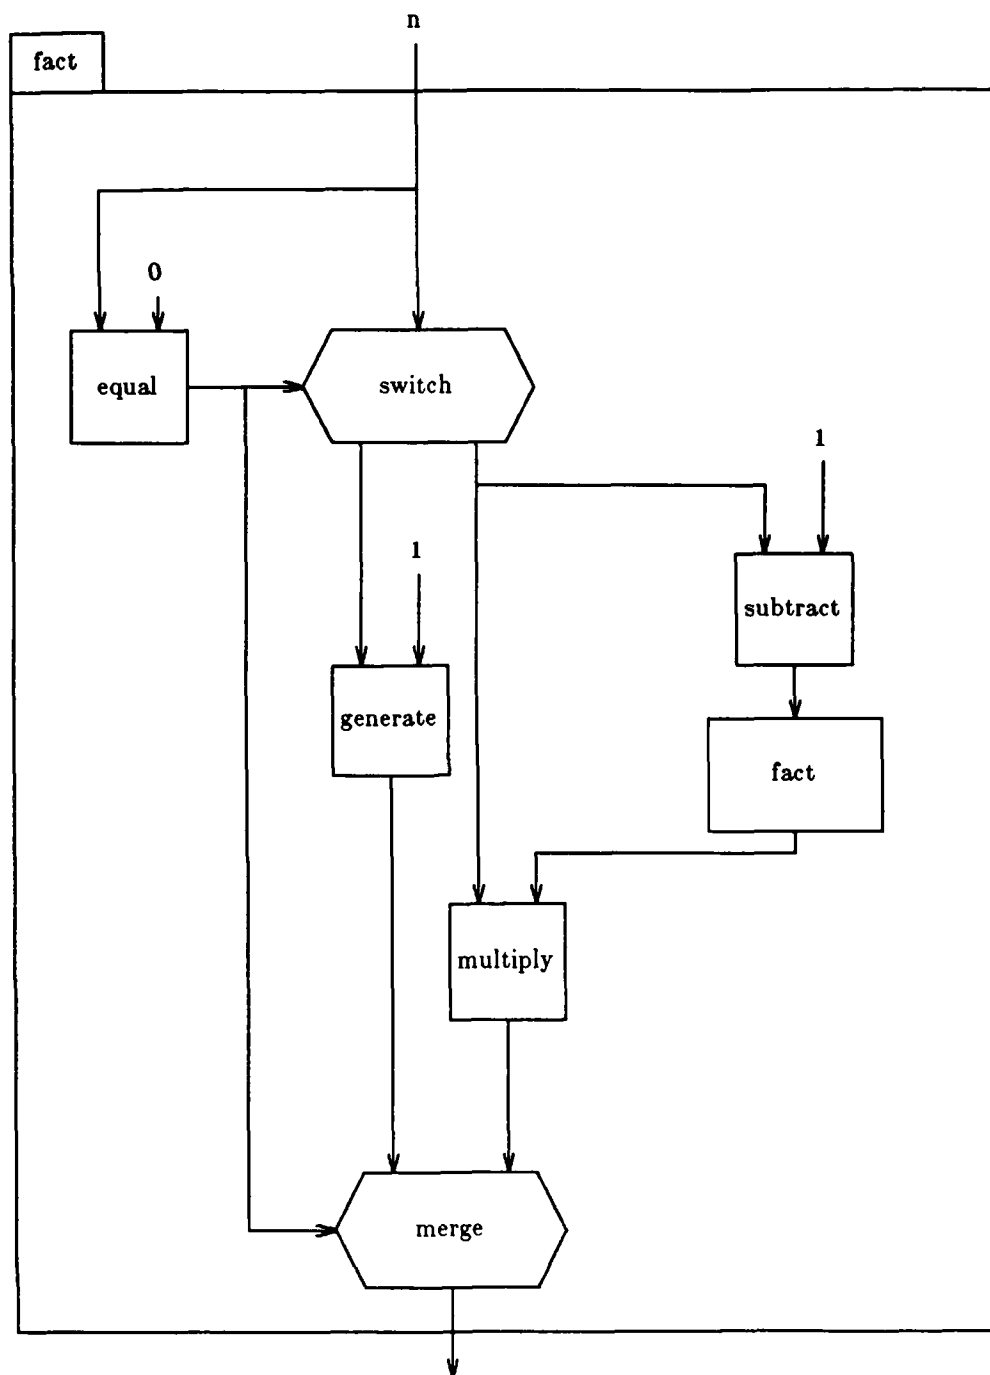 n
fact
0
equal
switch
1
1
subtract
generate
fact
multiply
merge